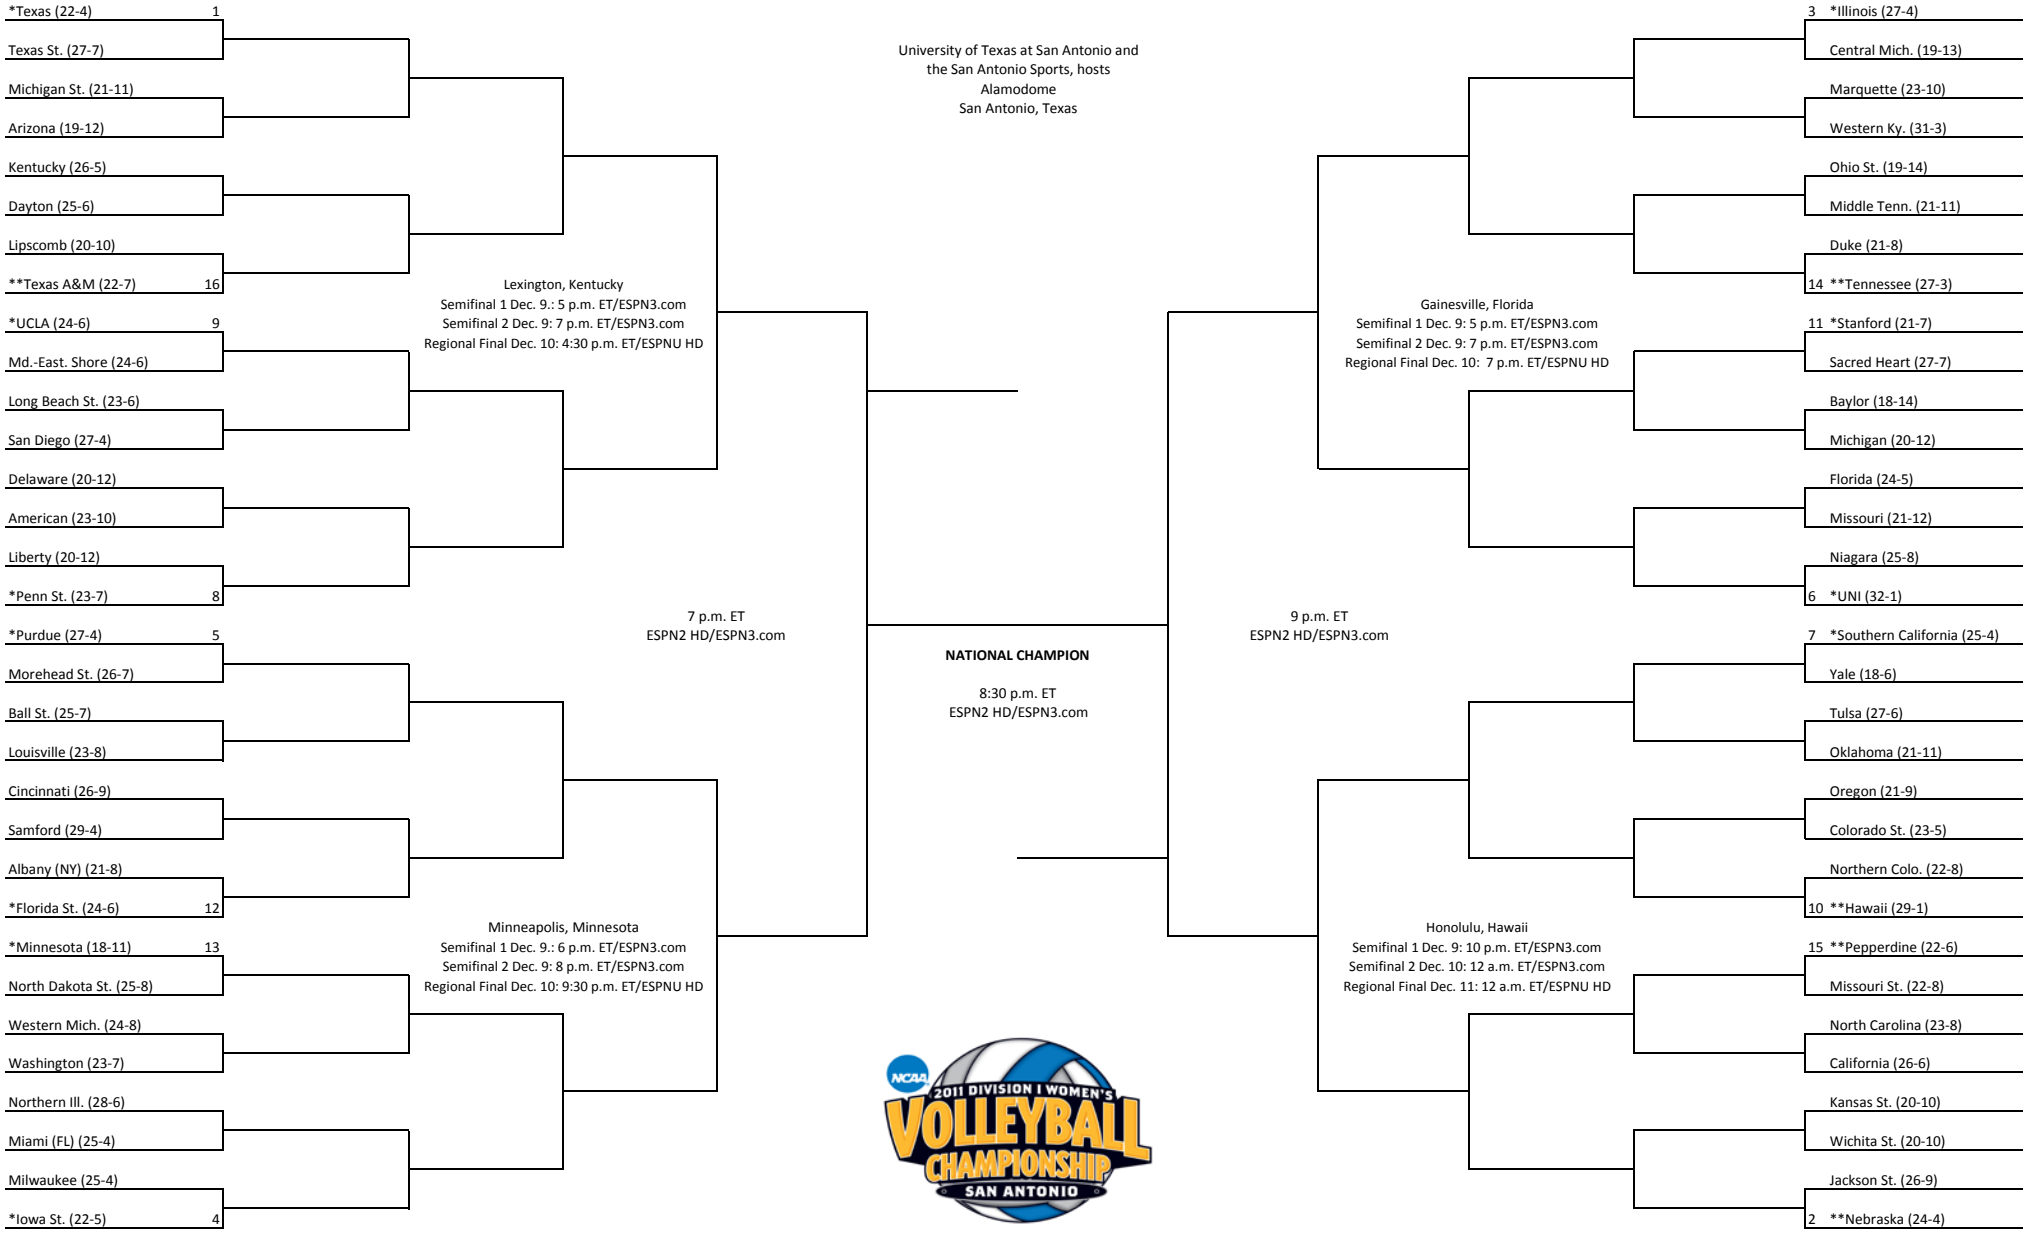 *Texas (22-4) 1
Texas St. (27-7)
Michigan St. (21-11)
Arizona (19-12)
Kentucky (26-5)
Dayton (25-6)
Lipscomb (20-10)
**Texas A&M (22-7) 16
*UCLA (24-6) 9
Md.-East. Shore (24-6)
Long Beach St. (23-6)
San Diego (27-4)
Delaware (20-12)
American (23-10)
Liberty (20-12)
*Penn St. (23-7) 8
*Purdue (27-4) 5
Morehead St. (26-7)
Ball St. (25-7)
Louisville (23-8)
Cincinnati (26-9)
Samford (29-4)
Albany (NY) (21-8)
*Florida St. (24-6) 12
*Minnesota (18-11) 13
North Dakota St. (25-8)
Western Mich. (24-8)
Washington (23-7)
Northern Ill. (28-6)
Miami (FL) (25-4)
Milwaukee (25-4)
*Iowa St. (22-5) 4
Lexington, Kentucky
Semifinal 1 Dec. 9.: 5 p.m. ET/ESPN3.com
Semifinal 2 Dec. 9: 7 p.m. ET/ESPN3.com
Regional Final Dec. 10: 4:30 p.m. ET/ESPNU HD
7 p.m. ET
ESPN2 HD/ESPN3.com
Minneapolis, Minnesota
Semifinal 1 Dec. 9.: 6 p.m. ET/ESPN3.com
Semifinal 2 Dec. 9: 8 p.m. ET/ESPN3.com
Regional Final Dec. 10: 9:30 p.m. ET/ESPNU HD
University of Texas at San Antonio and
the San Antonio Sports, hosts
Alamodome
San Antonio, Texas
NATIONAL CHAMPION
8:30 p.m. ET
ESPN2 HD/ESPN3.com
NCAA
2011 DIVISION I WOMEN'S
VOLLEYBALL
CHAMPIONSHIP
SAN ANTONIO
Gainesville, Florida
Semifinal 1 Dec. 9: 5 p.m. ET/ESPN3.com
Semifinal 2 Dec. 9: 7 p.m. ET/ESPN3.com
Regional Final Dec. 10: 7 p.m. ET/ESPNU HD
9 p.m. ET
ESPN2 HD/ESPN3.com
Honolulu, Hawaii
Semifinal 1 Dec. 9: 10 p.m. ET/ESPN3.com
Semifinal 2 Dec. 10: 12 a.m. ET/ESPN3.com
Regional Final Dec. 11: 12 a.m. ET/ESPNU HD
3 *Illinois (27-4)
Central Mich. (19-13)
Marquette (23-10)
Western Ky. (31-3)
Ohio St. (19-14)
Middle Tenn. (21-11)
Duke (21-8)
14 **Tennessee (27-3)
11 *Stanford (21-7)
Sacred Heart (27-7)
Baylor (18-14)
Michigan (20-12)
Florida (24-5)
Missouri (21-12)
Niagara (25-8)
6 *UNI (32-1)
7 *Southern California (25-4)
Yale (18-6)
Tulsa (27-6)
Oklahoma (21-11)
Oregon (21-9)
Colorado St. (23-5)
Northern Colo. (22-8)
10 **Hawaii (29-1)
15 **Pepperdine (22-6)
Missouri St. (22-8)
North Carolina (23-8)
California (26-6)
Kansas St. (20-10)
Wichita St. (20-10)
Jackson St. (26-9)
2 **Nebraska (24-4)